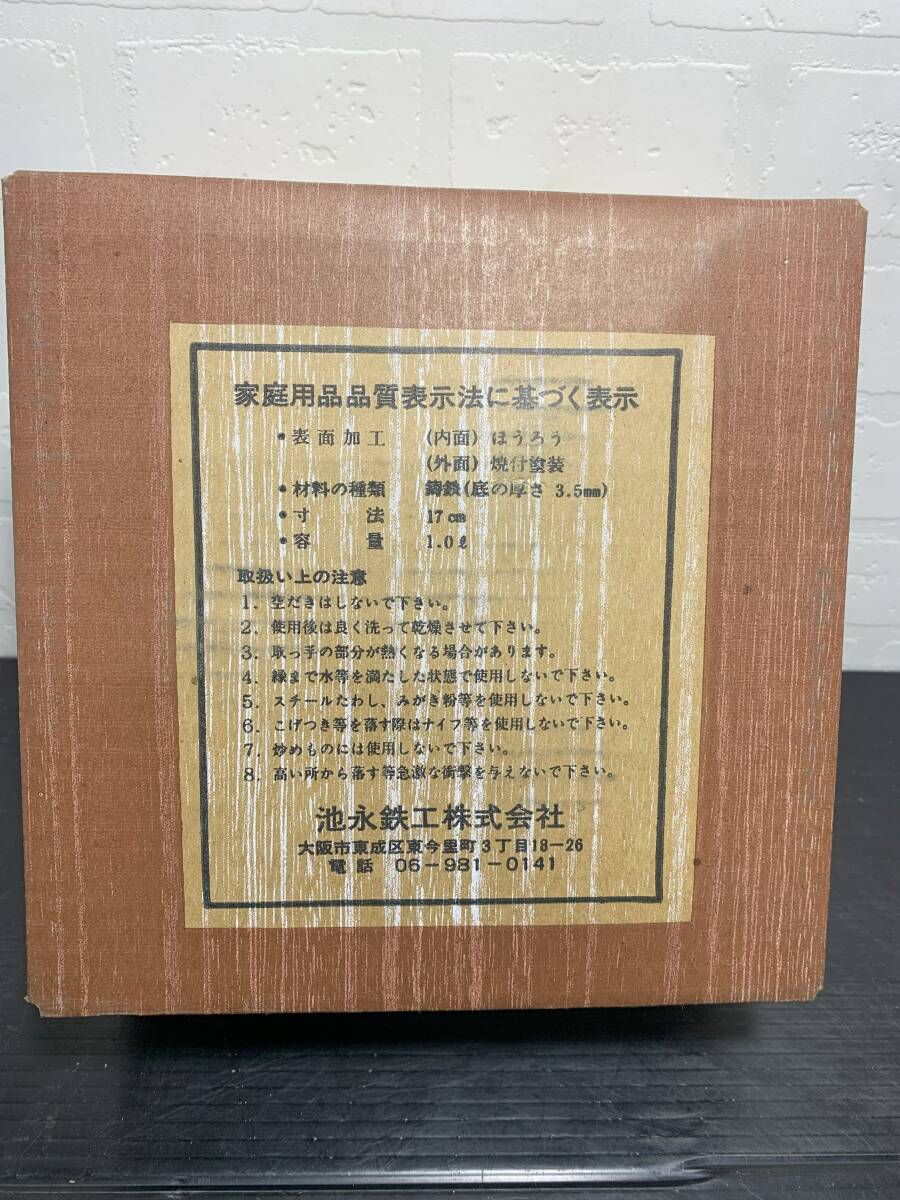 家庭用品品質表示法に基づく表示
•表面加工 (内面) ほうろう
(外面) 焼付塗装
•材料の種類 鋳鉄(底の厚さ 3.5mm)
•寸法 17cm
•容量 1.0ℓ
取扱い上の注意
1. 空だきはしないで下さい。
2. 使用後は良く洗って乾燥させて下さい。
3. 取っ手の部分が熱くなる場合があります。
4. 縁まで水等を満たした状態で使用しないで下さい。
5. スチールたわし、みがき粉等を使用しないで下さい。
6. こげつき等を落す際はナイフ等を使用しないで下さい。
7. 炒めものには使用しないで下さい。
8. 高い所から落す等急激な衝撃を与えないで下さい。
池永鉄工株式会社
大阪市東成区東今里町3丁目18-26
電話 06-981-0141